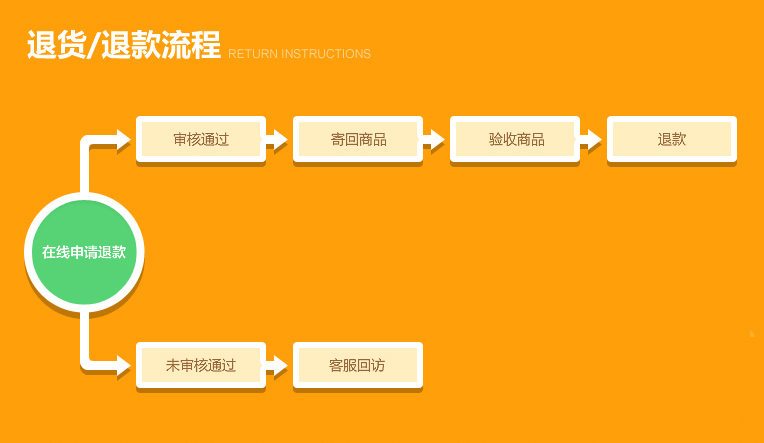 退货/退款流程 RETURN INSTRUCTIONS
审核通过 寄回商品 验收商品 退款
在线申请退款
未审核通过 客服回访